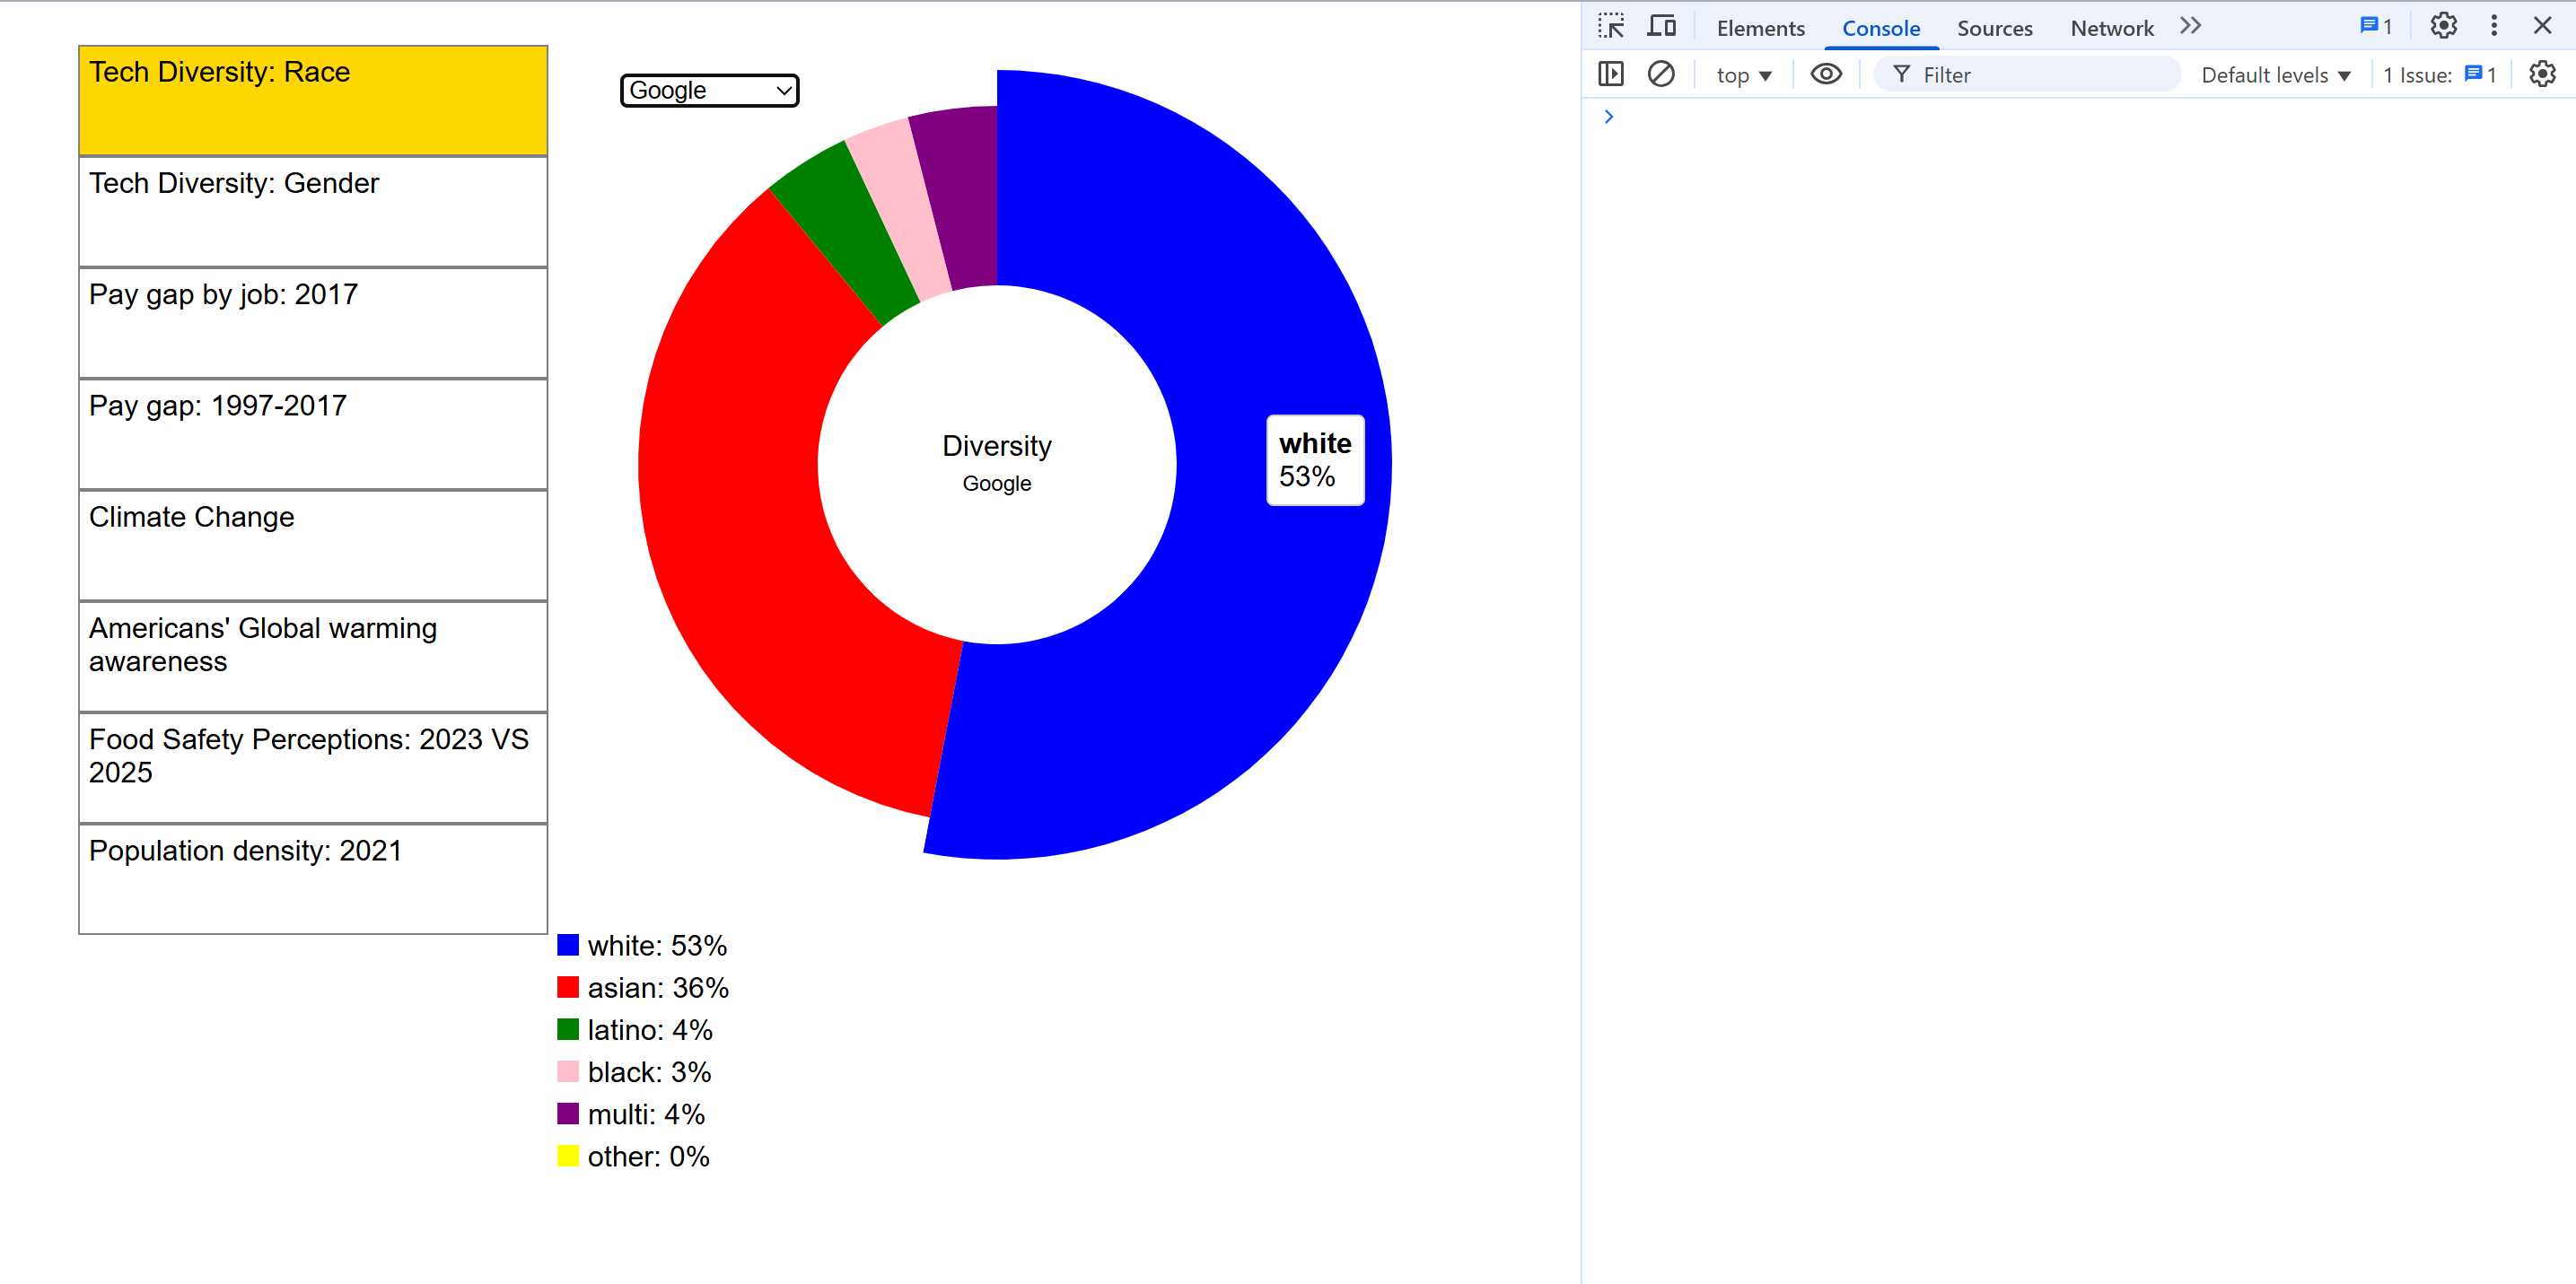 Tech Diversity: Race
Tech Diversity: Gender
Pay gap by job: 2017
Pay gap: 1997-2017
Climate Change
Americans' Global warming
awareness
Food Safety Perceptions: 2023 VS
2025
Population density: 2021
Google
Diversity
Google
white
53%
white: 53%
asian: 36%
latino: 4%
black: 3%
multi: 4%
other: 0%
Elements Console Sources Network 1
top Filter Default levels 1 Issue: 1